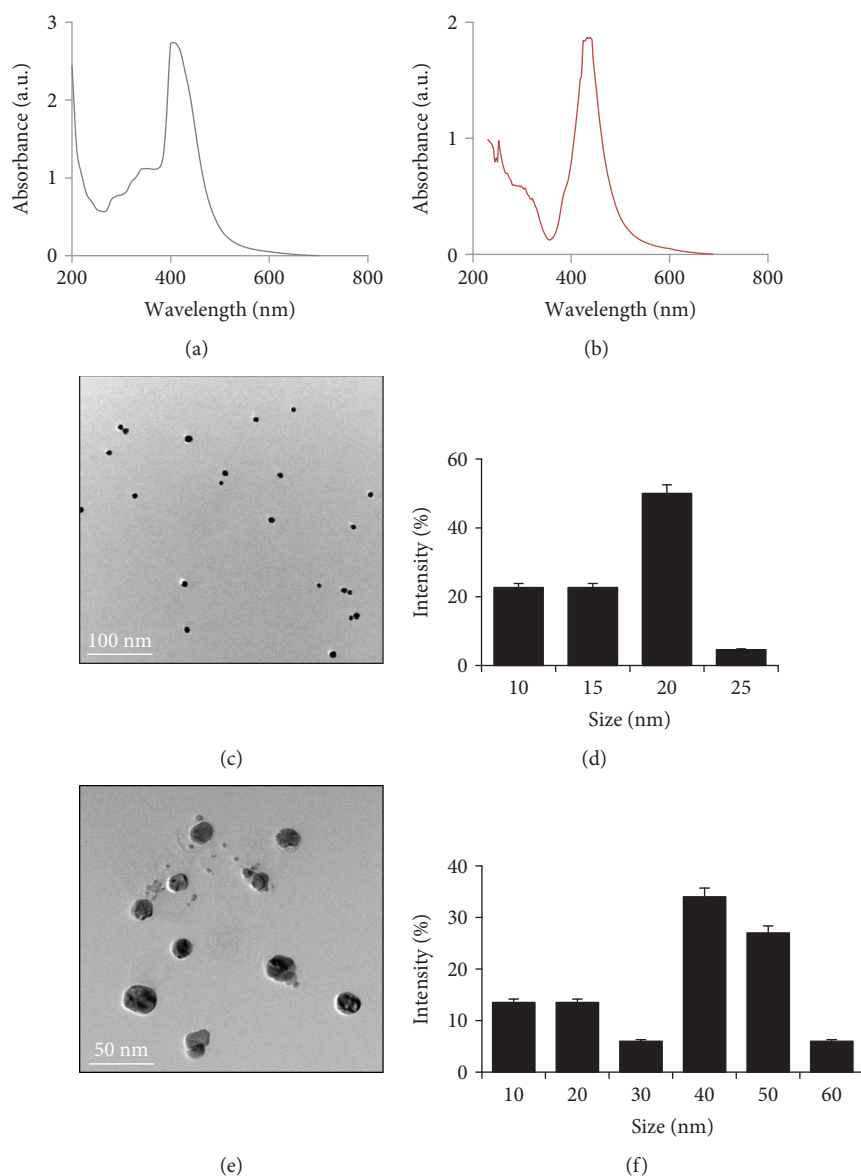 3
2
1
0
Absorbance (a.u.)
200 400 600 800
Wavelength (nm)
(a)
2
1
0
Absorbance (a.u.)
200 400 600 800
Wavelength (nm)
(b)
100 nm
(c)
60
40
20
0
Intensity (%)
10 15 20 25
Size (nm)
(d)
50 nm
(e)
40
30
20
10
0
Intensity (%)
10 20 30 40 50 60
Size (nm)
(f)